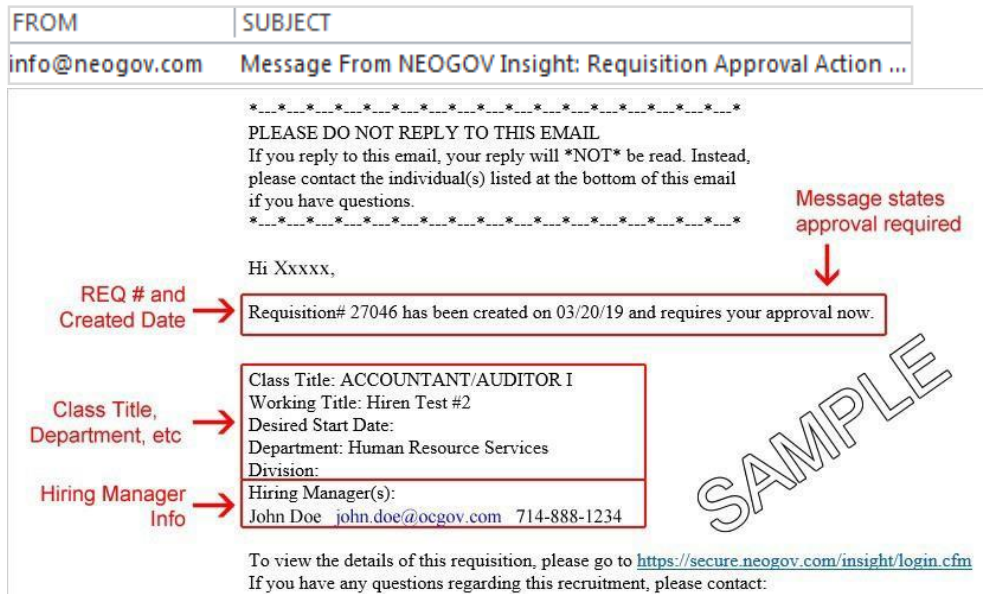 FROM SUBJECT
info@neogov.com Message From NEOGOV Insight: Requisition Approval Action ...
*---*---*---*---*---*---*---*---*---*---*---*---*---*---*---*---*---*
PLEASE DO NOT REPLY TO THIS EMAIL
If you reply to this email, your reply will *NOT* be read. Instead,
please contact the individual(s) listed at the bottom of this email
if you have questions.
*---*---*---*---*---*---*---*---*---*---*---*---*---*---*---*---*---*
Message states
approval required
Hi Xxxxx,
REQ # and
Created Date
Requisition# 27046 has been created on 03/20/19 and requires your approval now.
Class Title,
Department, etc
Class Title: ACCOUNTANT/AUDITOR I
Working Title: Hiren Test #2
Desired Start Date:
Department: Human Resource Services
Division:
Hiring Manager
Info
Hiring Manager(s):
John Doe john.doe@ocgov.com 714-888-1234
SAMPLE
To view the details of this requisition, please go to https://secure.neogov.com/insight/login.cfm
If you have any questions regarding this recruitment, please contact: